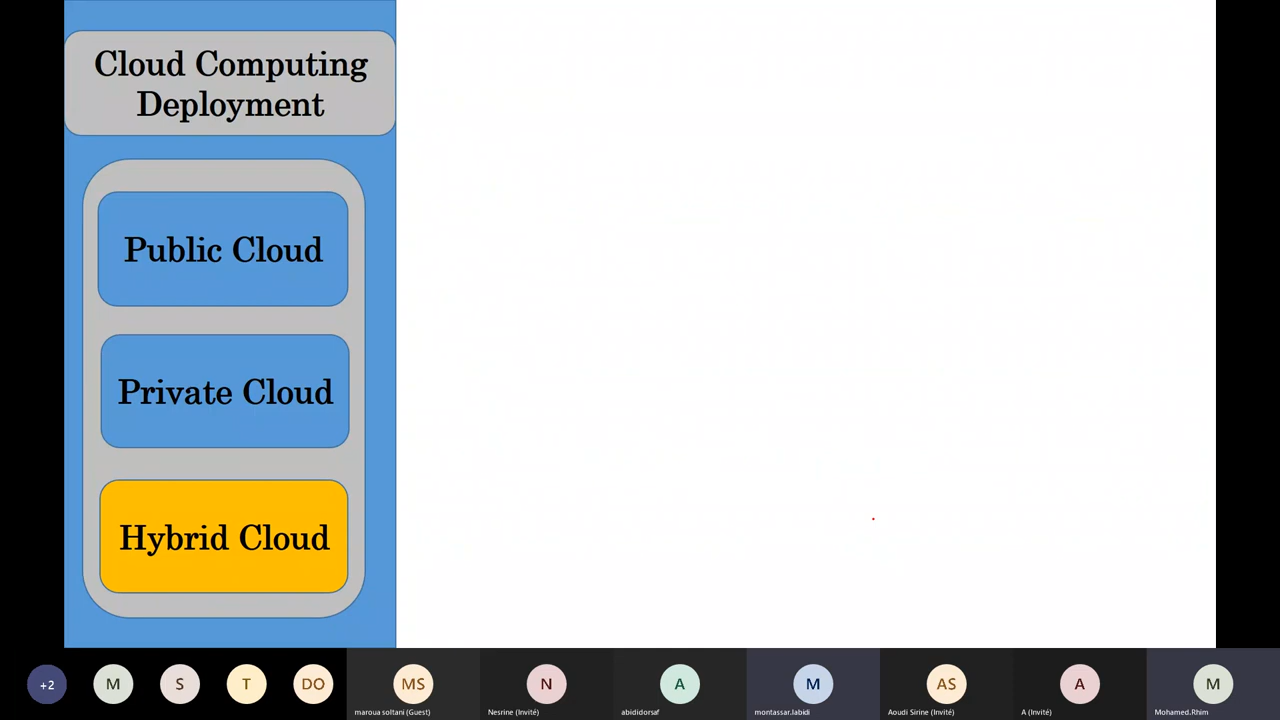 Cloud Computing
Deployment
Public Cloud
Private Cloud
Hybrid Cloud
+2
M
S
T
DO
MS
N
A
M
AS
A
M
maroua soltani (Guest)
Nesrine (Invité)
abididorsaf
montassar.labidi
Aoudi Sirine (Invité)
A (Invité)
Mohamed.Rhim